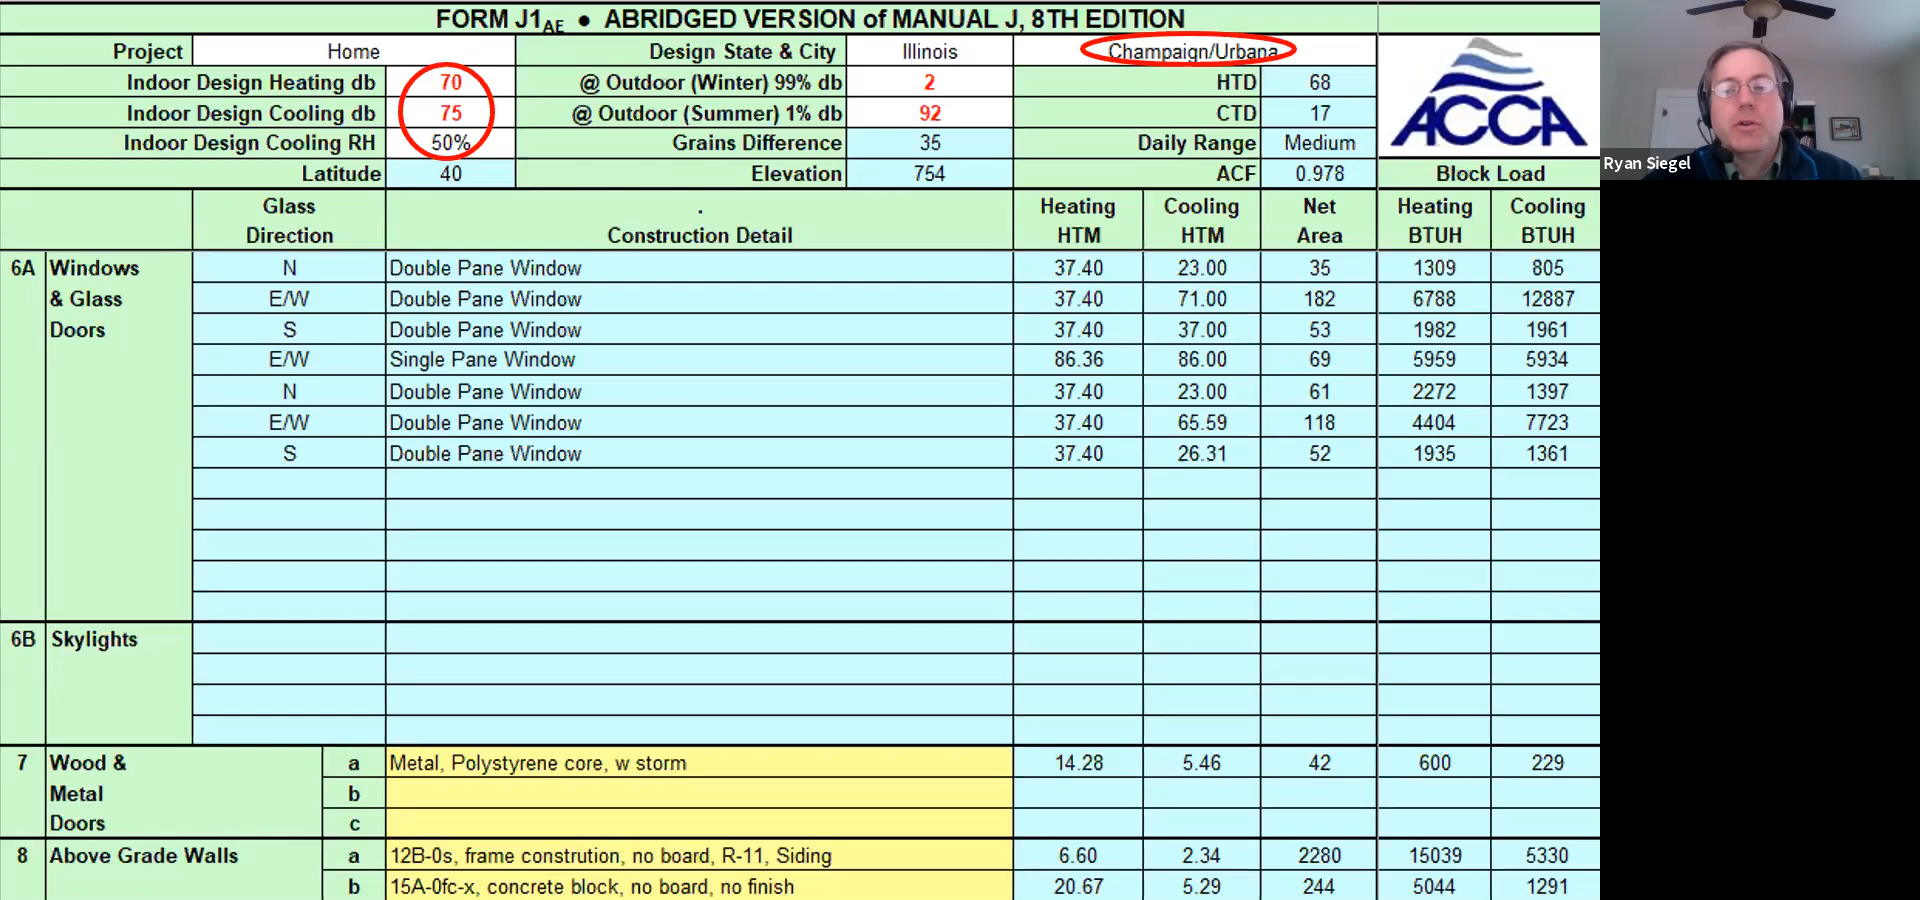 FORM J1AE ● ABRIDGED VERSION of MANUAL J, 8TH EDITION
Project Home Design State & City Illinois Champaign/Urbana
Indoor Design Heating db 70 @ Outdoor (Winter) 99% db 2 HTD 68
Indoor Design Cooling db 75 @ Outdoor (Summer) 1% db 92 CTD 17
Indoor Design Cooling RH 50% Grains Difference 35 Daily Range Medium
Latitude 40 Elevation 754 ACF 0.978 Block Load
ACCA
Ryan Siegel
Glass . Heating Cooling Net Heating Cooling
Direction Construction Detail HTM HTM Area BTUH BTUH
6A Windows N Double Pane Window 37.40 23.00 35 1309 805
& Glass E/W Double Pane Window 37.40 71.00 182 6788 12887
Doors S Double Pane Window 37.40 37.00 53 1982 1961
E/W Single Pane Window 86.36 86.00 69 5959 5934
N Double Pane Window 37.40 23.00 61 2272 1397
E/W Double Pane Window 37.40 65.59 118 4404 7723
S Double Pane Window 37.40 26.31 52 1935 1361
6B Skylights
7 Wood & a Metal, Polystyrene core, w storm 14.28 5.46 42 600 229
Metal b
Doors c
8 Above Grade Walls a 12B-0s, frame constrution, no board, R-11, Siding 6.60 2.34 2280 15039 5330
b 15A-0fc-x, concrete block, no board, no finish 20.67 5.29 244 5044 1291